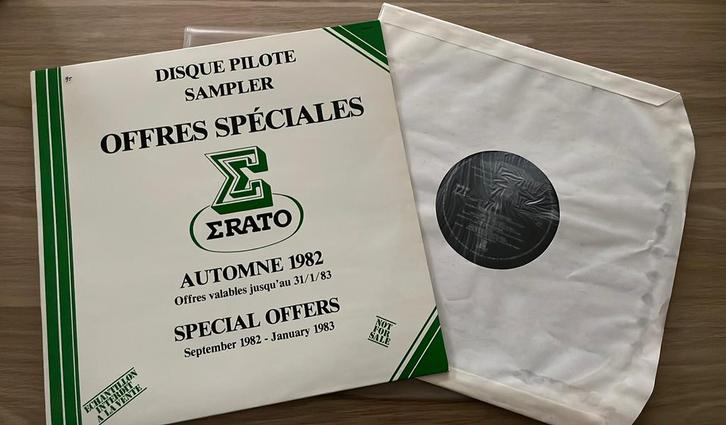 95
DISQUE PILOTE
SAMPLER
OFFRES SPÉCIALES
Σ
ΣRATO
AUTOMNE 1982
Offres valables jusqu'au 31/1/83
SPECIAL OFFERS
September 1982 - January 1983
NOT
FOR
SALE
ECHANTILLON
INTERDIT
A LA VENTE